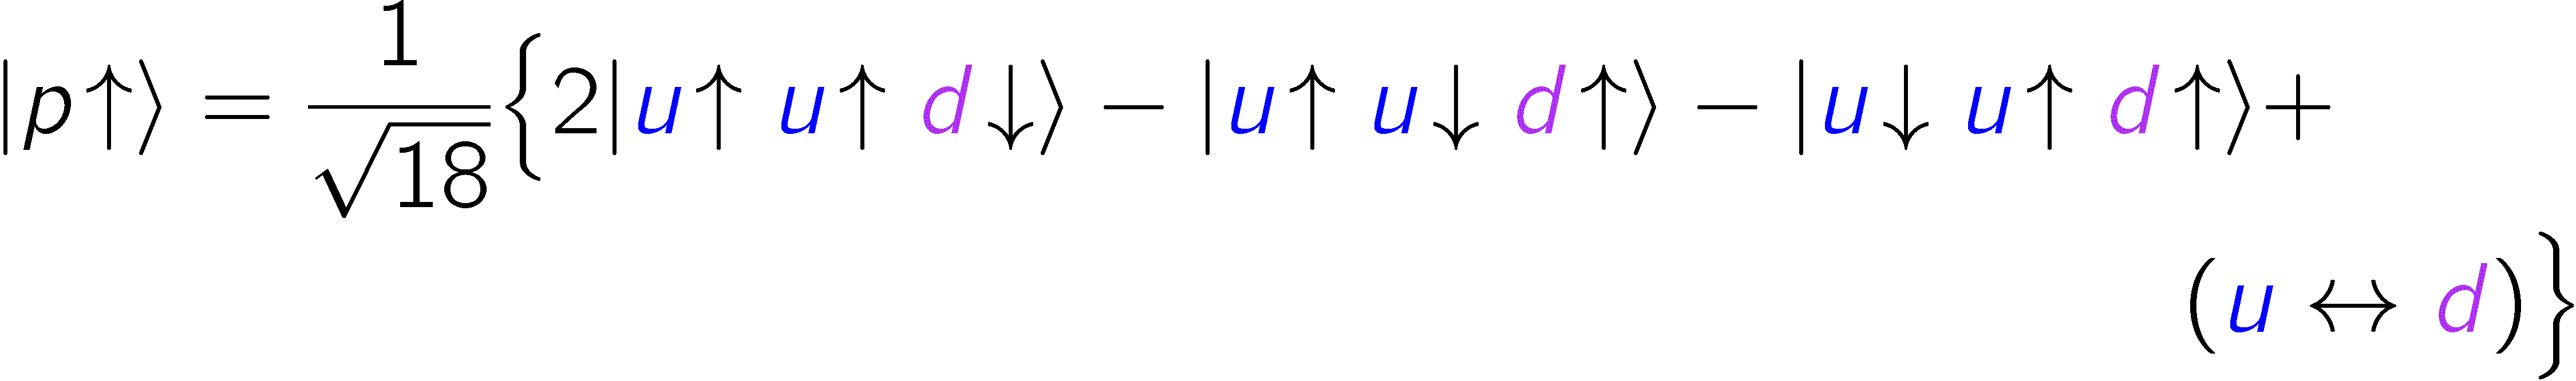 |p↑⟩ = 1/√18 {2|u↑ u↑ d↓⟩ − |u↑ u↓ d↑⟩ − |u↓ u↑ d↑⟩+
(u ↔ d)}